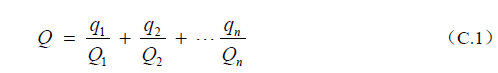 Q = q₁/Q₁ + q₂/Q₂ + ⋯ qₙ/Qₙ （C.1）